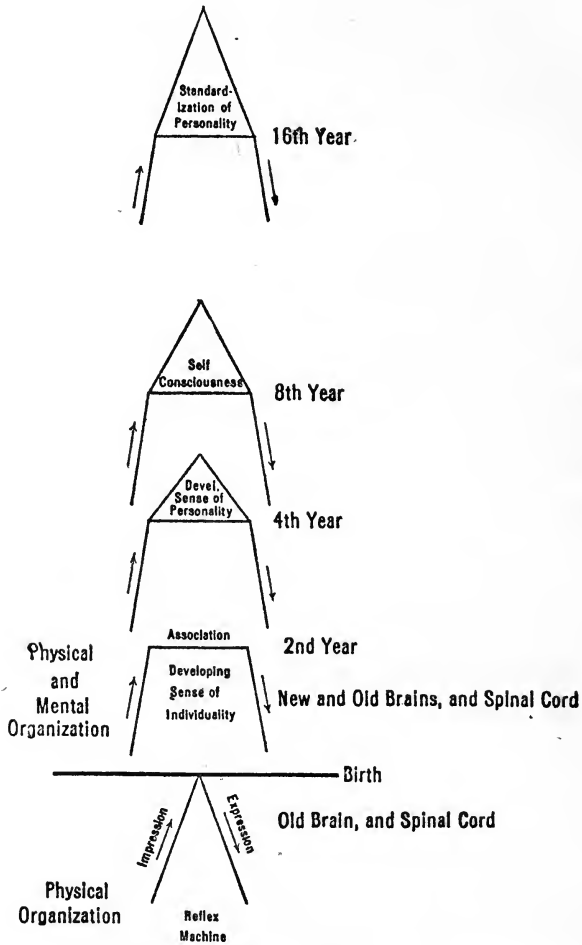 Standard-
ization of
Personality
16th Year
Self
Consciousness
8th Year
Devel.
Sense of
Personality
4th Year
Association
2nd Year
Physical
and
Mental
Organization
Developing
Sense of
Individuality
New and Old Brains, and Spinal Cord
Birth
Impression
Expression
Old Brain, and Spinal Cord
Physical
Organization
Reflex
Machine